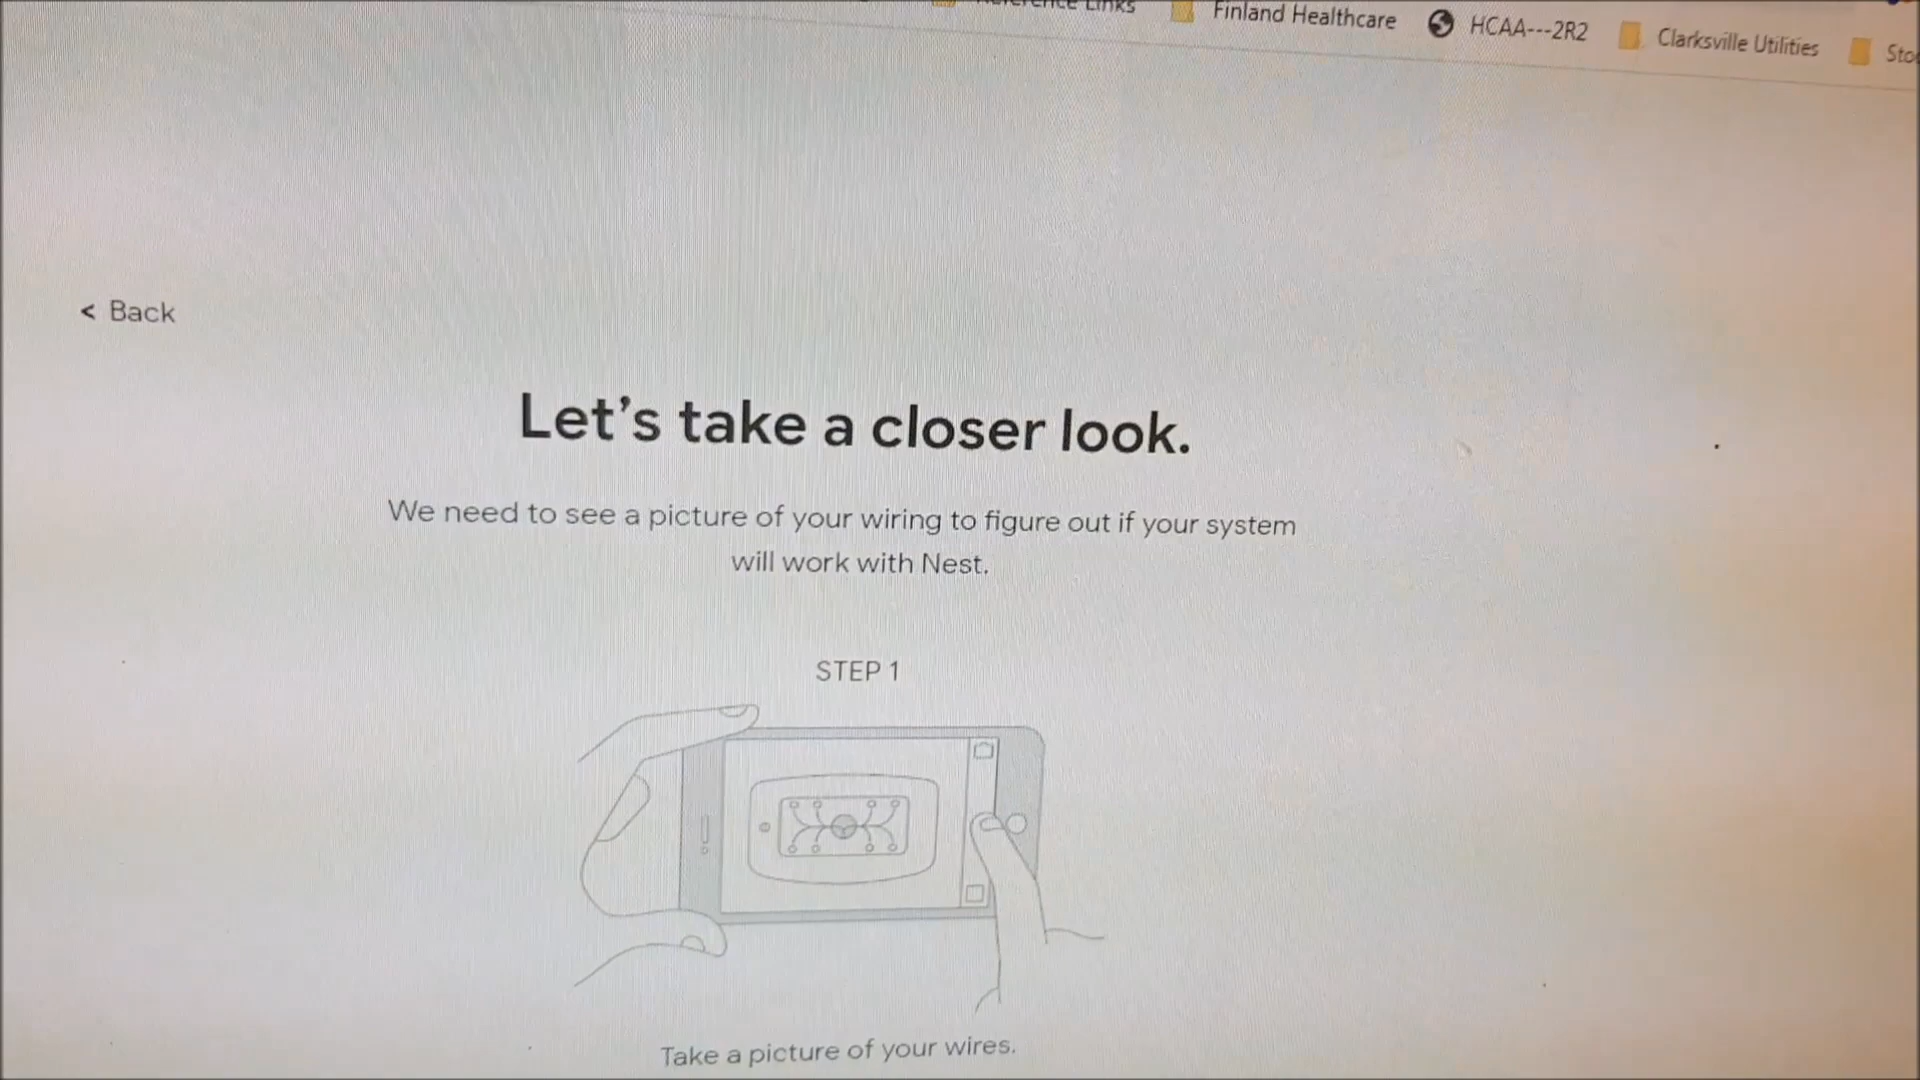 Links
Finland Healthcare
HCAA---2R2
Clarksville Utilities
< Back
Let's take a closer look.
We need to see a picture of your wiring to figure out if your system
will work with Nest.
STEP 1
Take a picture of your wires.